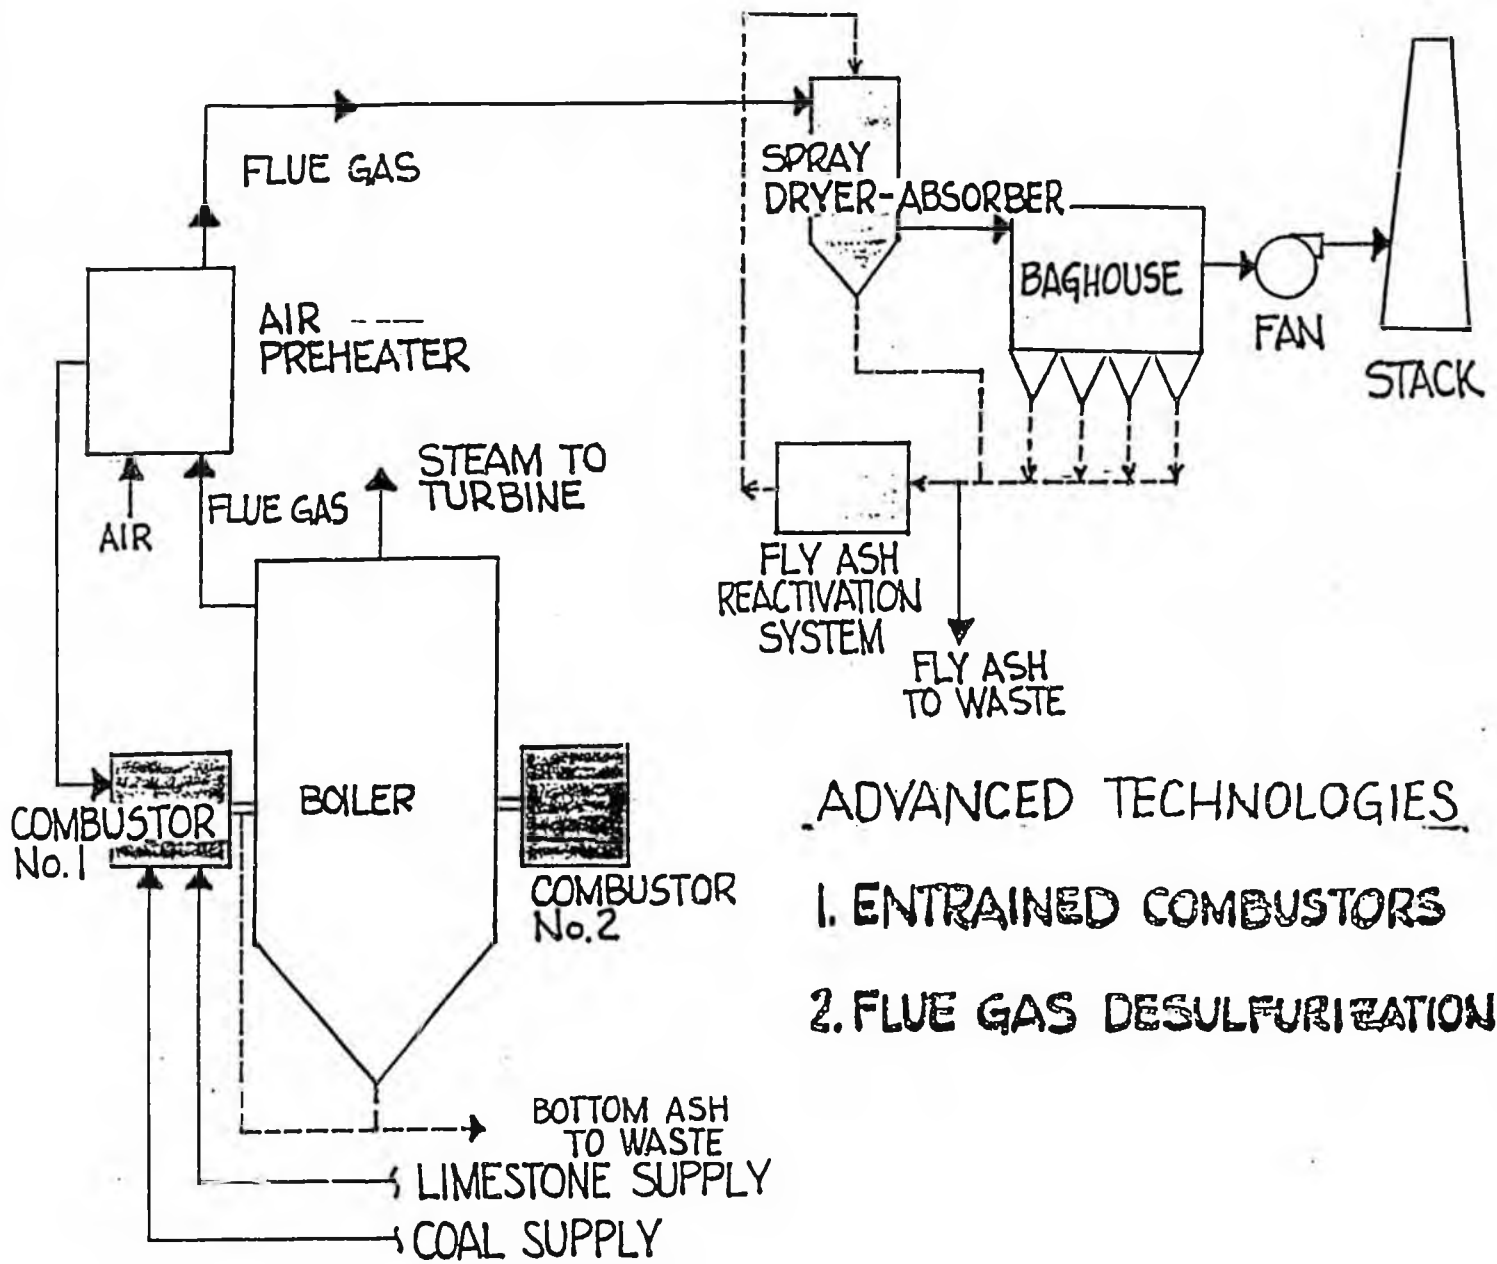 FLUE GAS
SPRAY
DRYER-ABSORBER
BAGHOUSE
FAN
STACK
AIR
PREHEATER
STEAM TO
TURBINE
FLUE GAS
AIR
FLY ASH
REACTIVATION
SYSTEM
FLY ASH
TO WASTE
BOILER
COMBUSTOR
No. 1
COMBUSTOR
No. 2
ADVANCED TECHNOLOGIES
1. ENTRAINED COMBUSTORS
2. FLUE GAS DESULFURIZATION
BOTTOM ASH
TO WASTE
LIMESTONE SUPPLY
COAL SUPPLY